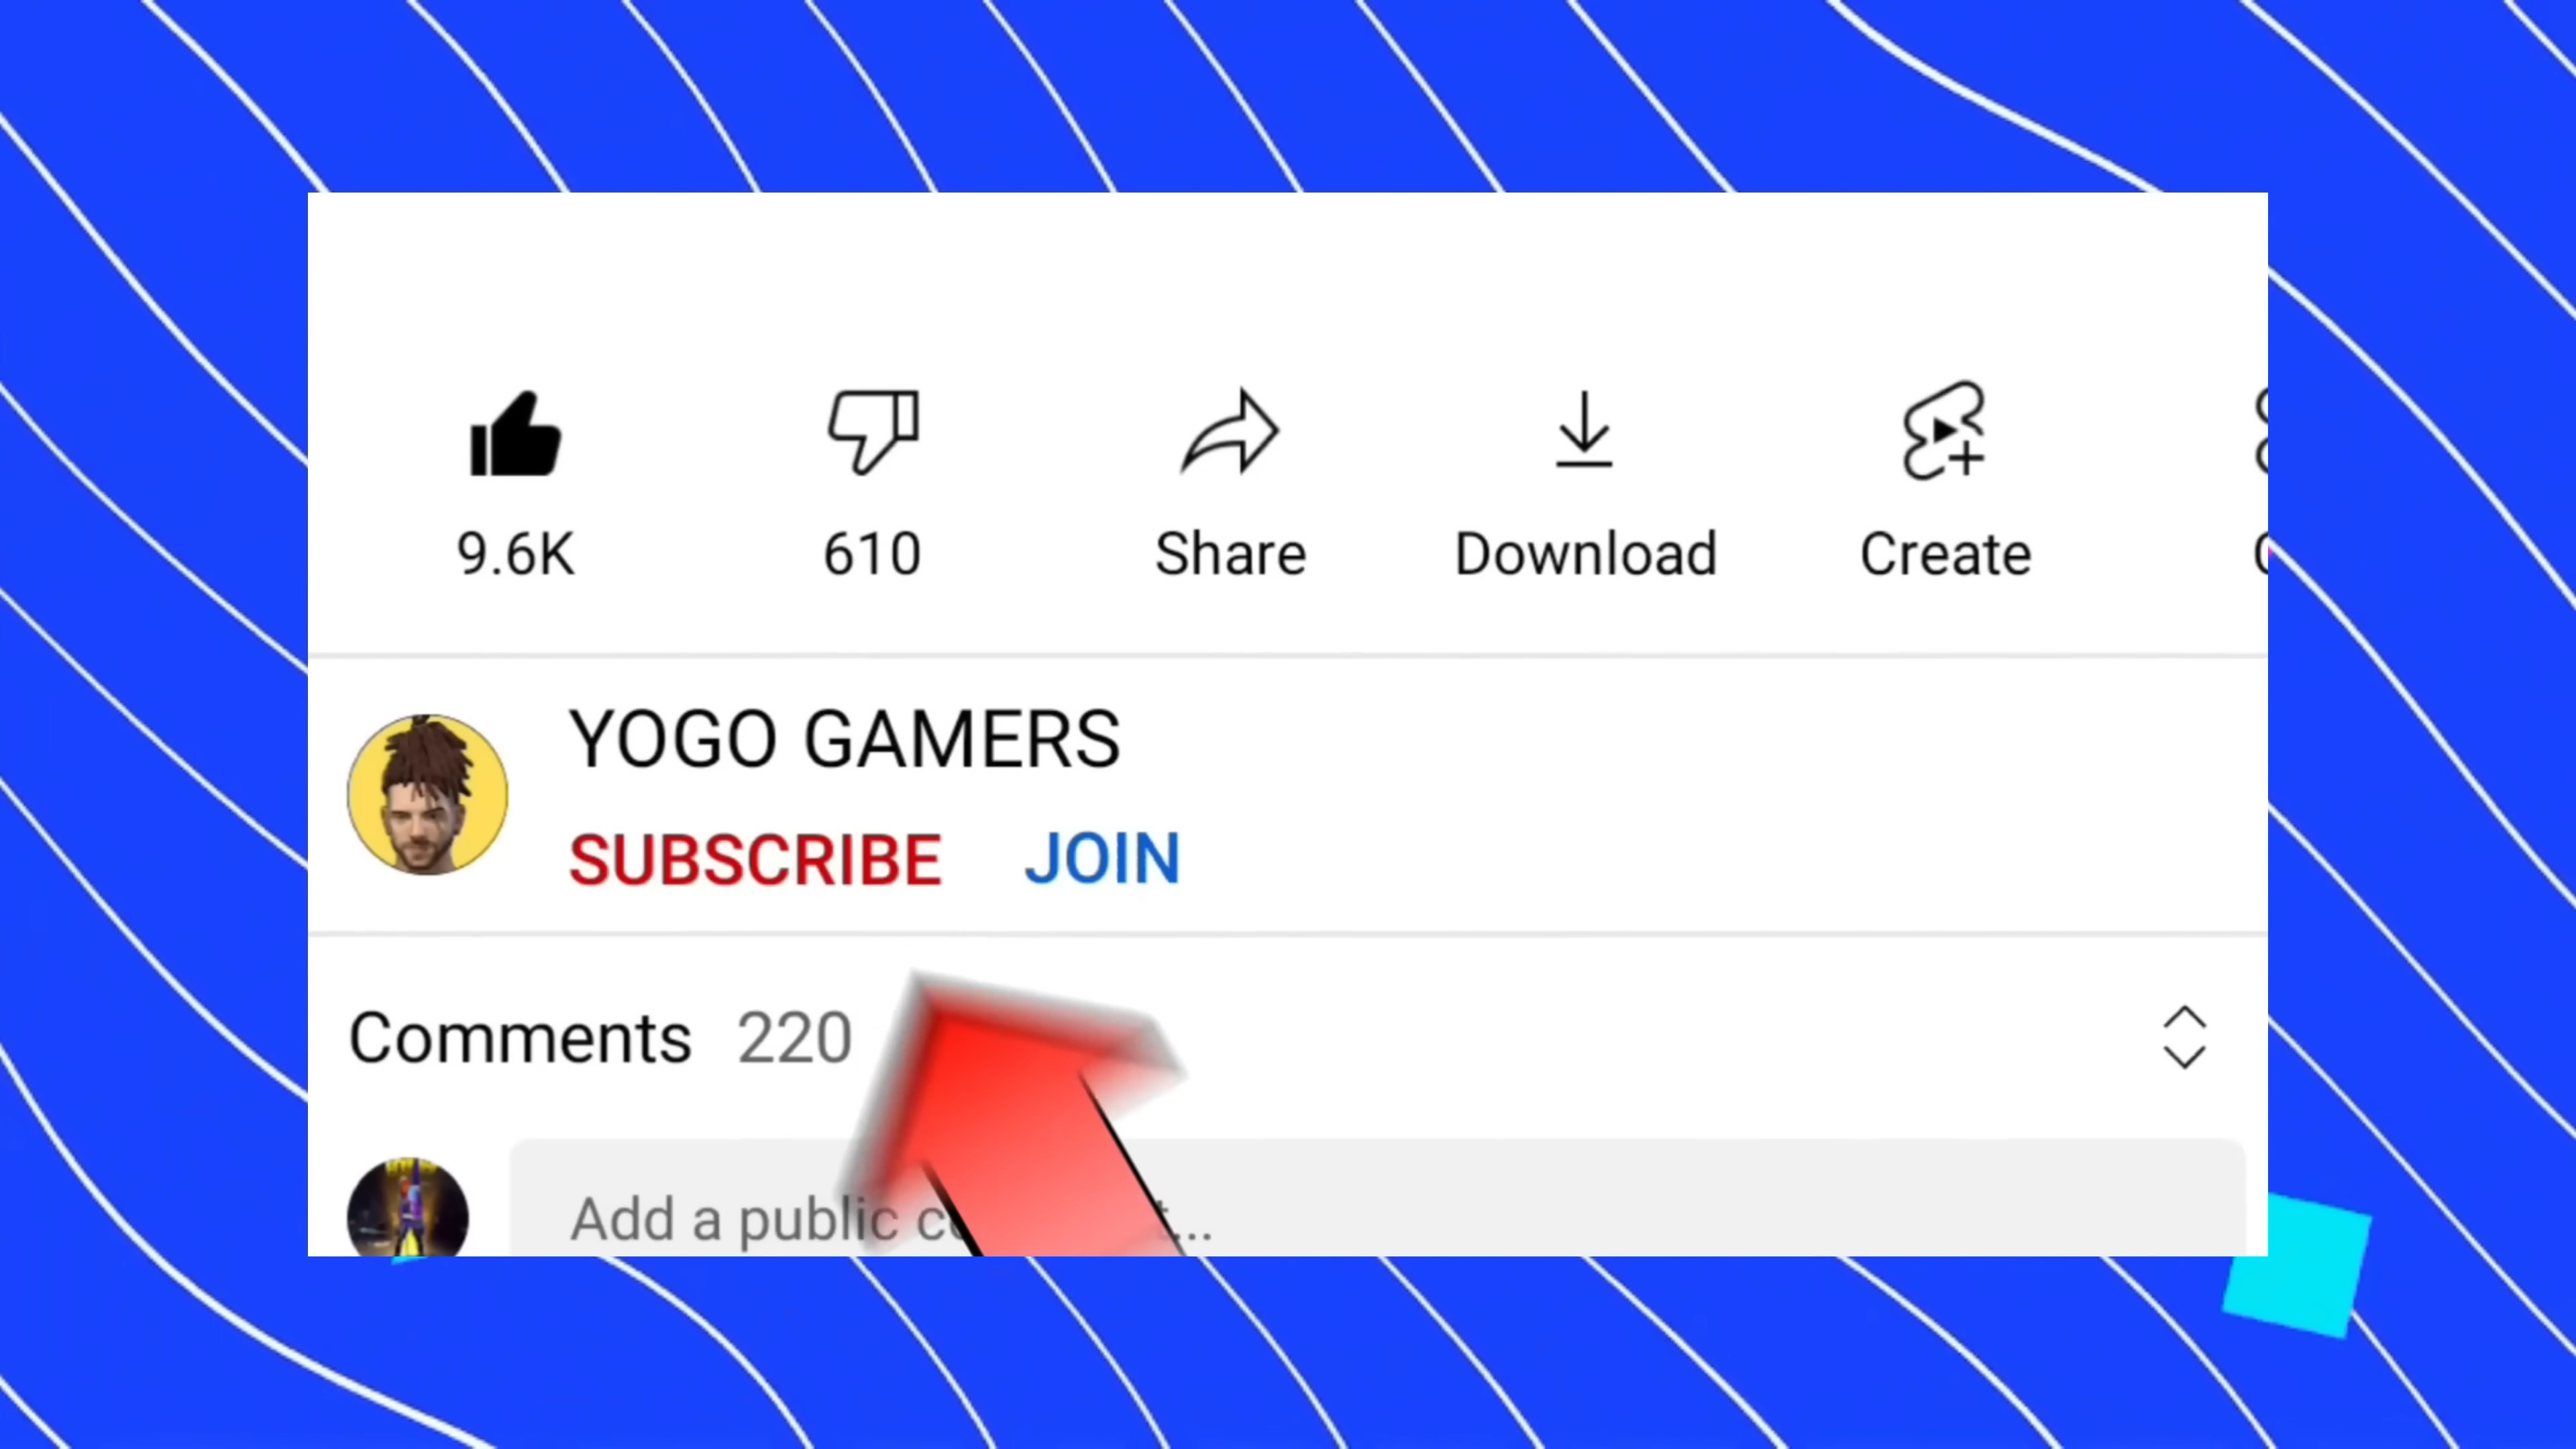 9.6K 610 Share Download Create
YOGO GAMERS
SUBSCRIBE JOIN
Comments 220
Add a public